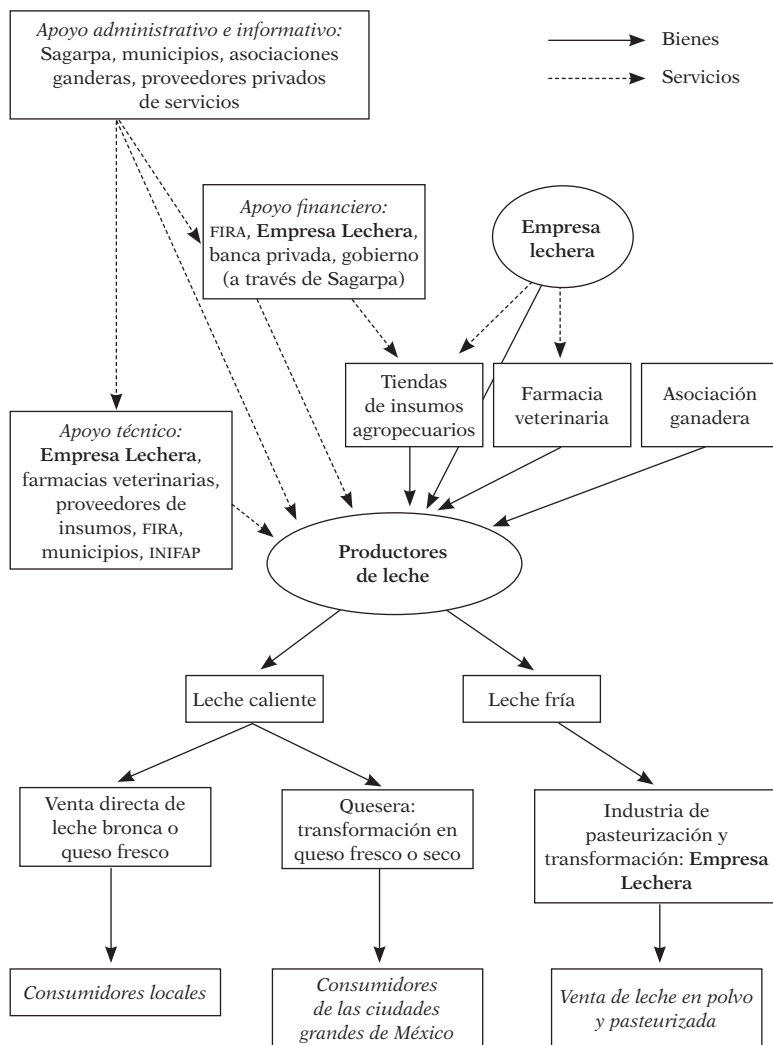 Apoyo administrativo e informativo:
Sagarpa, municipios, asociaciones
ganderas, proveedores privados
de servicios
Bienes
Servicios
Apoyo financiero:
FIRA, Empresa Lechera,
banca privada, gobierno
(a través de Sagarpa)
Empresa
lechera
Tiendas
de insumos
agropecuarios
Farmacia
veterinaria
Asociación
ganadera
Apoyo técnico:
Empresa Lechera,
farmacias veterinarias,
proveedores de
insumos, FIRA,
municipios, INIFAP
Productores
de leche
Leche caliente
Leche fría
Venta directa de
leche bronca o
queso fresco
Quesera:
transformación en
queso fresco o seco
Industria de
pasteurización y
transformación: Empresa
Lechera
Consumidores locales
Consumidores
de las ciudades
grandes de México
Venta de leche en polvo
y pasteurizada